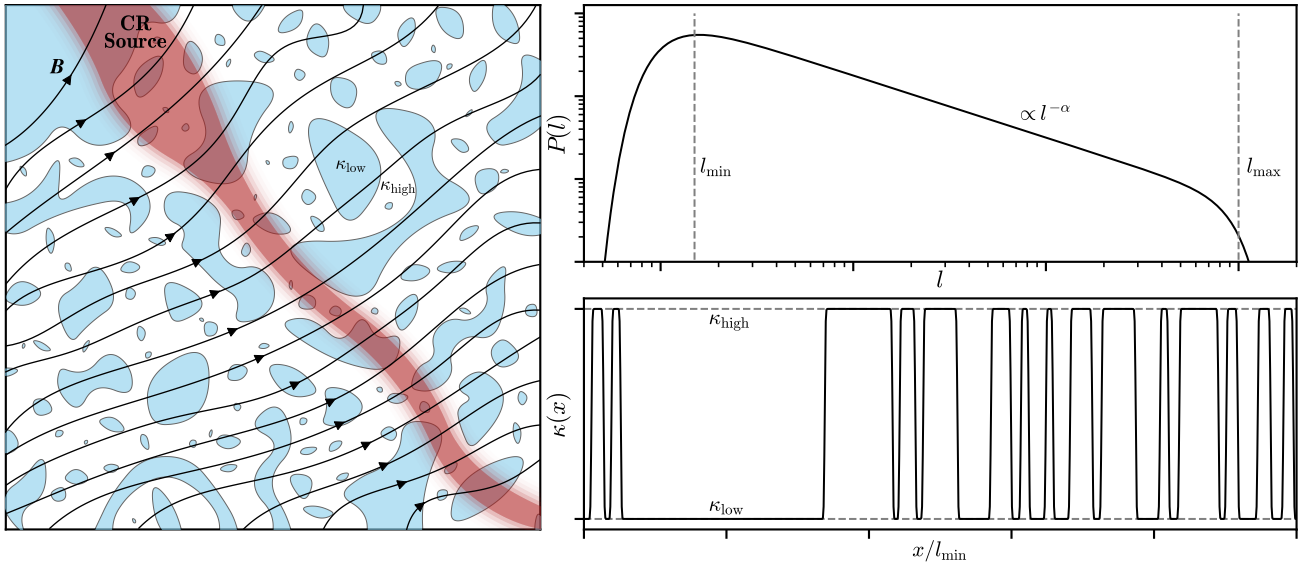 CR
Source
B
κ_low
κ_high
P(l)
∝ l^{-α}
l_min
l_max
l
κ_high
κ(x)
κ_low
x/l_min